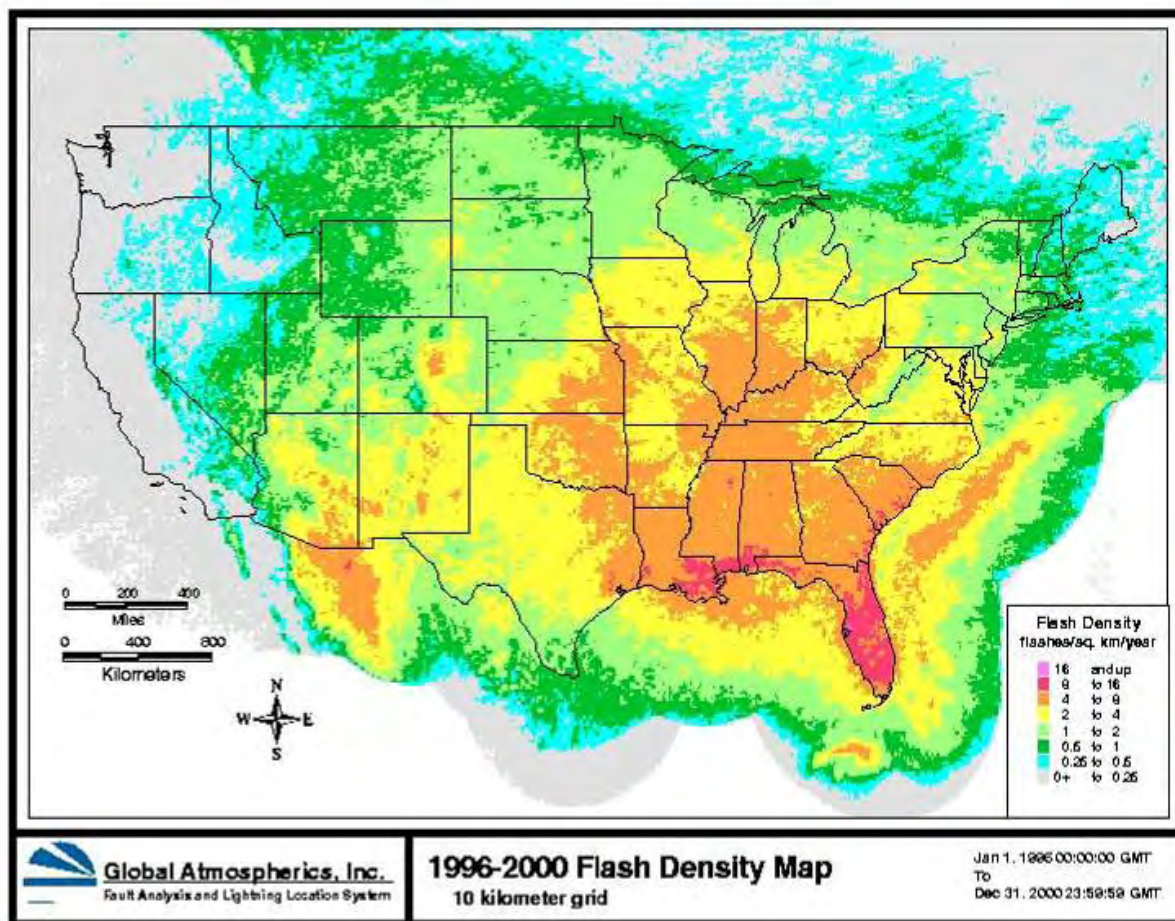 0 200 400
Miles
0 400 800
Kilometers
N
W E
S
Flash Density
flashes/sq. km/year
16 and up
8 to 16
4 to 8
2 to 4
1 to 2
0.5 to 1
0.25 to 0.5
0+ to 0.25
Global Atmospherics, Inc.
Fault Analysis and Lightning Location System
1996-2000 Flash Density Map
10 kilometer grid
Jan 1, 1996 00:00:00 GMT
To
Dec 31, 2000 23:59:59 GMT